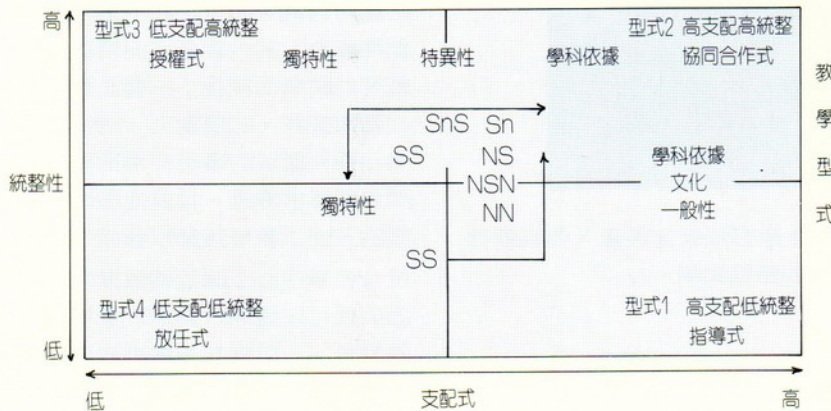 高
型式3 低支配高統整
授權式
獨特性
特異性
學科依據
型式2 高支配高統整
協同合作式
SnS Sn
SS NS
NSN
NN
SS
學科依據
文化
一般性
統整性
獨特性
型式4 低支配低統整
放任式
型式1 高支配低統整
指導式
低
低
支配式
高
教學型式